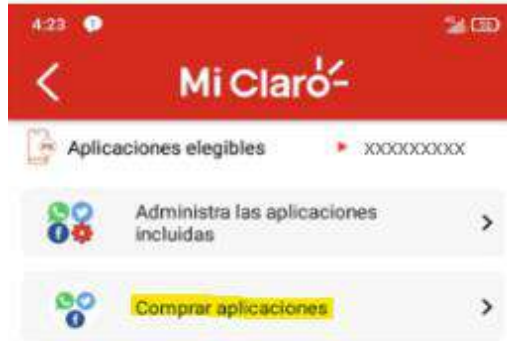 4:23
Mi Claro
Aplicaciones elegibles XXXXXXXXX
Administra las aplicaciones
incluidas
Comprar aplicaciones